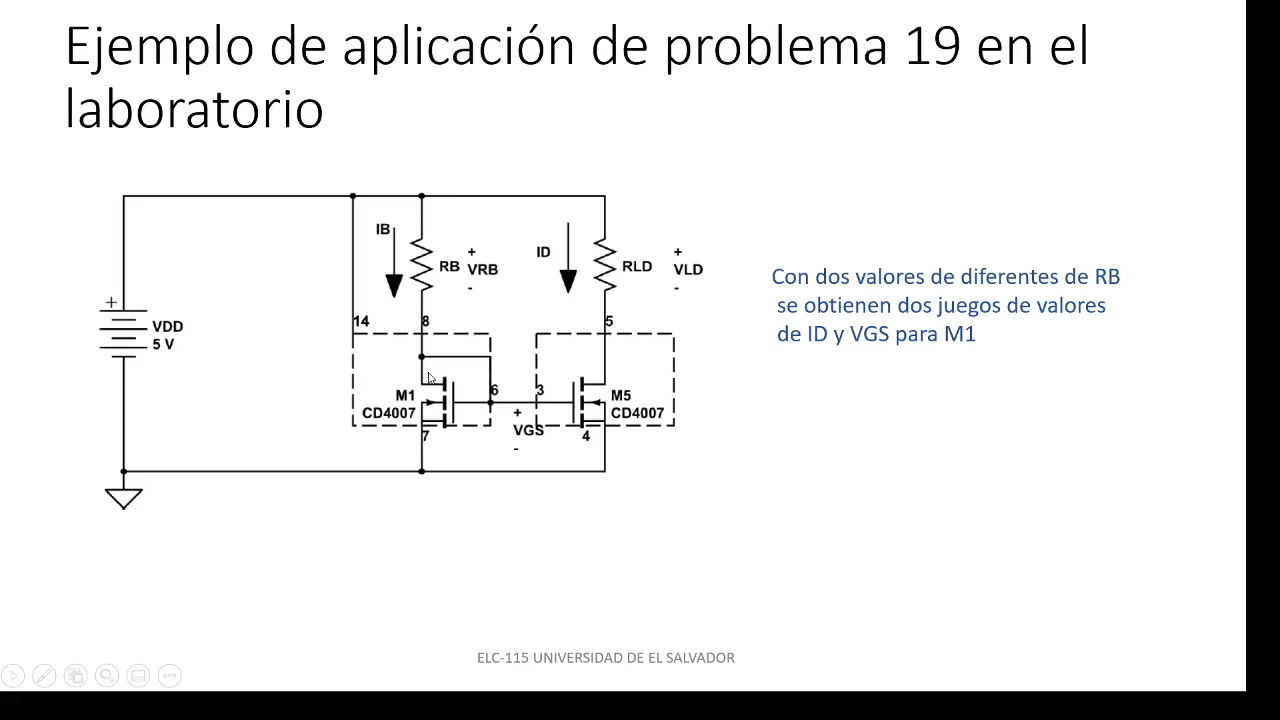 Ejemplo de aplicación de problema 19 en el
laboratorio
IB
RB
+
VRB
-
ID
RLD
+
VLD
-
Con dos valores de diferentes de RB
se obtienen dos juegos de valores
de ID y VGS para M1
+
VDD
5 V
14
8
5
M1
CD4007
6
3
M5
CD4007
+
VGS
-
7
4
ELC-115 UNIVERSIDAD DE EL SALVADOR